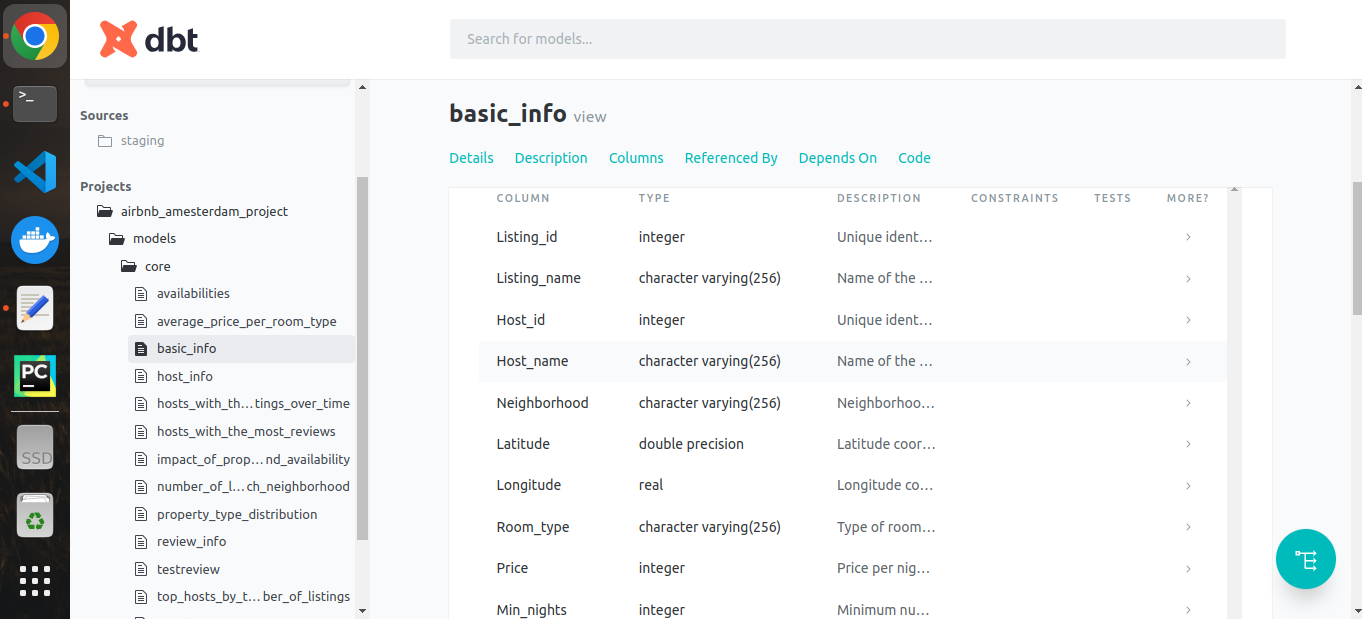 dbt
Search for models...
Sources
staging
Projects
airbnb_amesterdam_project
models
core
availabilities
average_price_per_room_type
basic_info
host_info
hosts_with_th...tings_over_time
hosts_with_the_most_reviews
impact_of_prop...nd_availability
number_of_l...ch_neighborhood
property_type_distribution
review_info
testreview
top_hosts_by_t...ber_of_listings
basic_info view
Details Description Columns Referenced By Depends On Code
COLUMN TYPE DESCRIPTION CONSTRAINTS TESTS MORE?
Listing_id integer Unique ident...
Listing_name character varying(256) Name of the ...
Host_id integer Unique ident...
Host_name character varying(256) Name of the ...
Neighborhood character varying(256) Neighborhoo...
Latitude double precision Latitude coor...
Longitude real Longitude co...
Room_type character varying(256) Type of room...
Price integer Price per nig...
Min_nights integer Minimum nu...
>_
PC
SSD